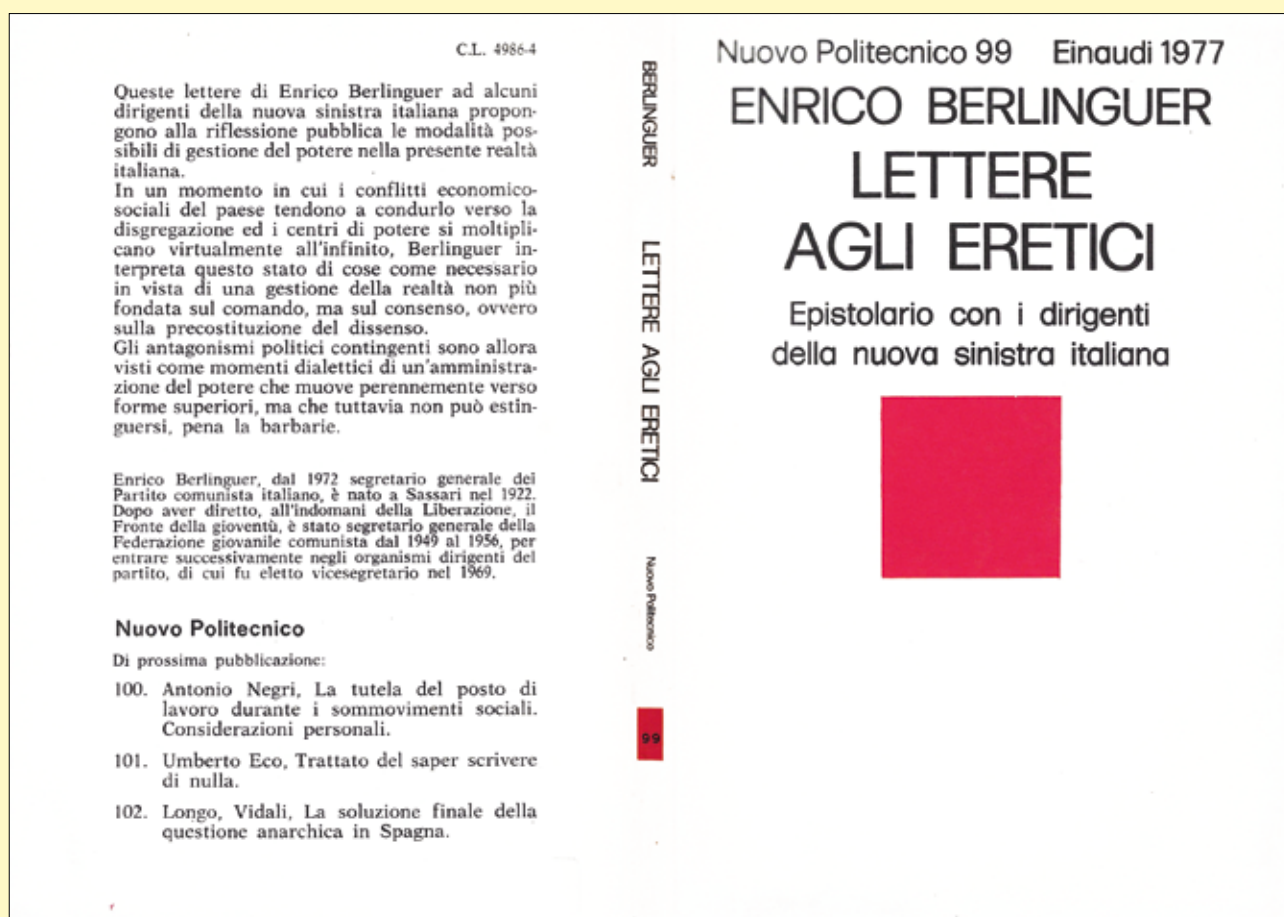 C.L. 4986-4
Queste lettere di Enrico Berlinguer ad alcuni
dirigenti della nuova sinistra italiana propon-
gono alla riflessione pubblica le modalità pos-
sibili di gestione del potere nella presente realtà
italiana.
In un momento in cui i conflitti economico-
sociali del paese tendono a condurlo verso la
disgregazione ed i centri di potere si moltipli-
cano virtualmente all'infinito, Berlinguer in-
terpreta questo stato di cose come necessario
in vista di una gestione della realtà non più
fondata sul comando, ma sul consenso, ovvero
sulla precostituzione del dissenso.
Gli antagonismi politici contingenti sono allora
visti come momenti dialettici di un'amministra-
zione del potere che muove perennemente verso
forme superiori, ma che tuttavia non può estin-
guersi, pena la barbarie.
Enrico Berlinguer, dal 1972 segretario generale del
Partito comunista italiano, è nato a Sassari nel 1922.
Dopo aver diretto, all'indomani della Liberazione, il
Fronte della gioventù, è stato segretario generale della
Federazione giovanile comunista dal 1949 al 1956, per
entrare successivamente negli organismi dirigenti del
partito, di cui fu eletto vicesegretario nel 1969.
Nuovo Politecnico
Di prossima pubblicazione:
100. Antonio Negri, La tutela del posto di
lavoro durante i sommovimenti sociali.
Considerazioni personali.
101. Umberto Eco, Trattato del saper scrivere
di nulla.
102. Longo, Vidali, La soluzione finale della
questione anarchica in Spagna.
BERLINGUER LETTERE AGLI ERETICI Nuovo Politecnico
99
Nuovo Politecnico 99 Einaudi 1977
ENRICO BERLINGUER
LETTERE
AGLI ERETICI
Epistolario con i dirigenti
della nuova sinistra italiana